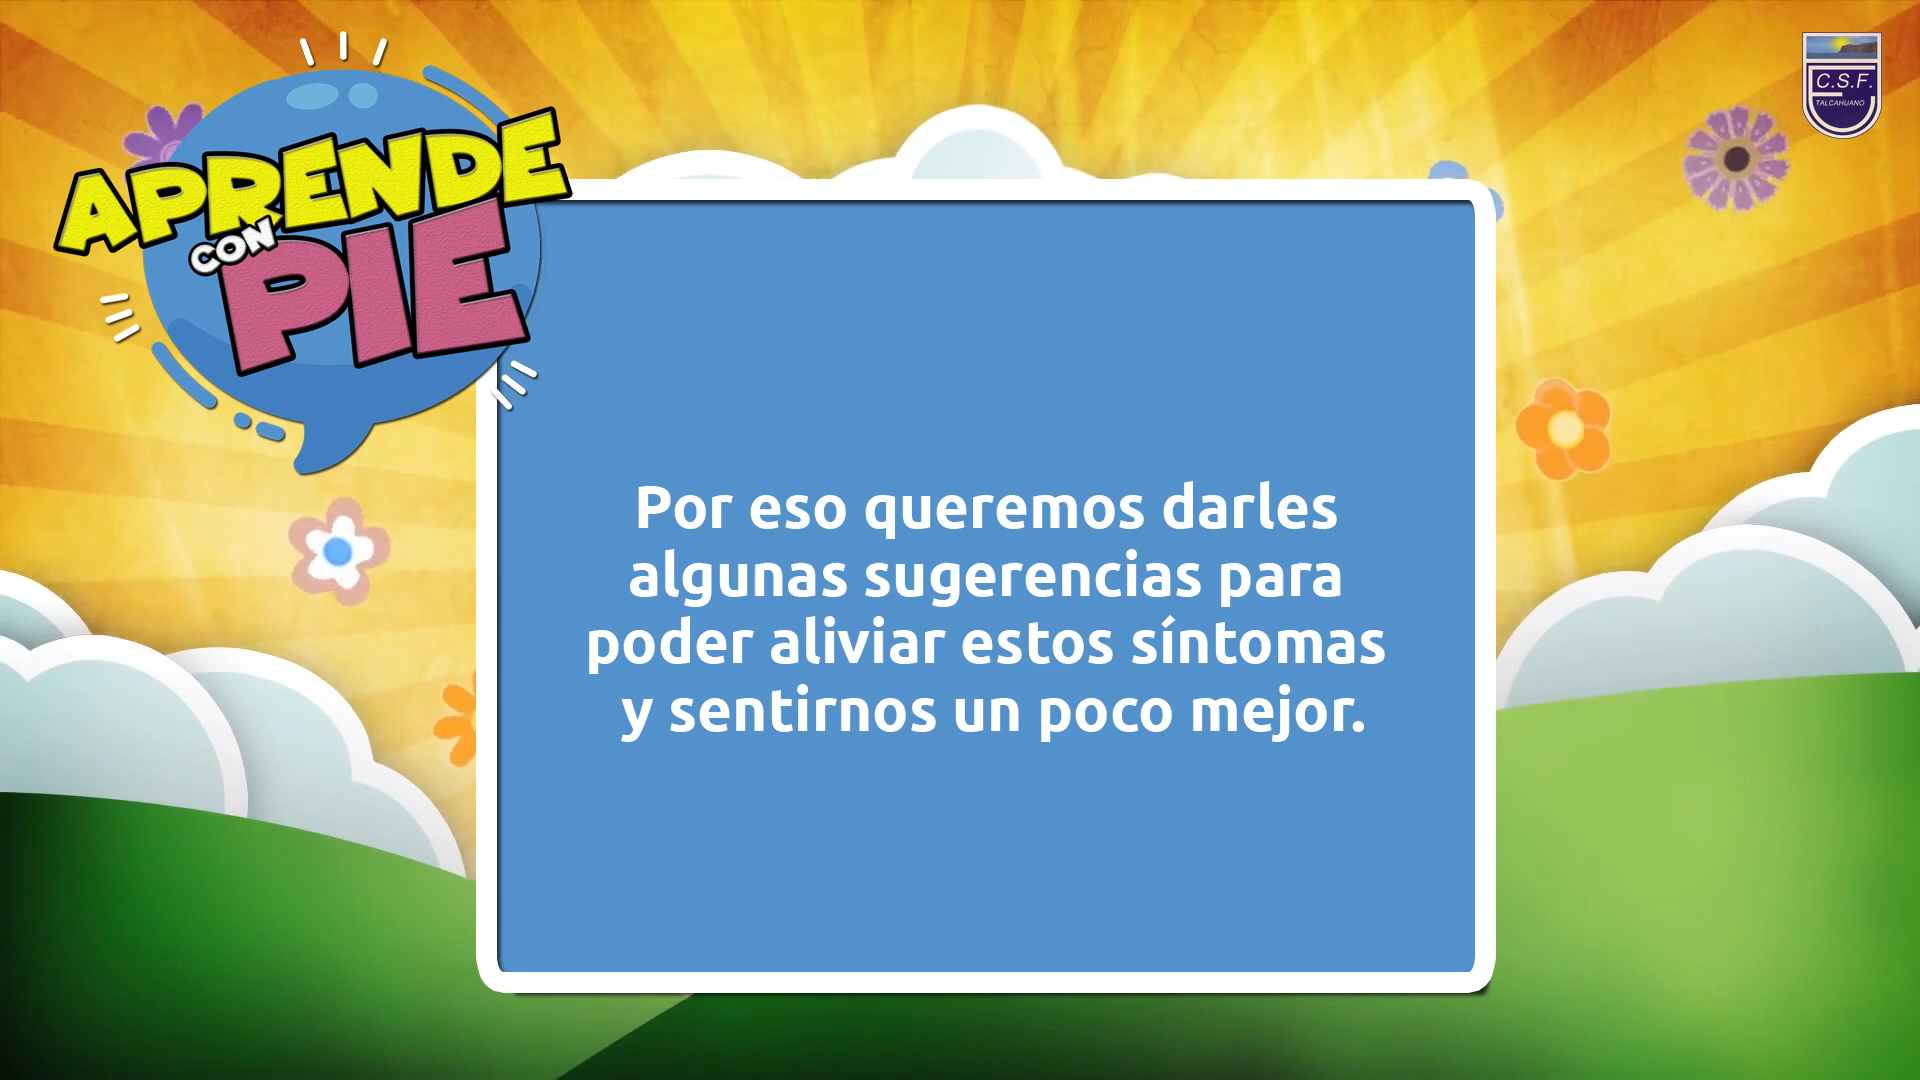 APRENDE
CON
PIE
C.S.F.
TALCAHUANO
Por eso queremos darles
algunas sugerencias para
poder aliviar estos síntomas
y sentirnos un poco mejor.